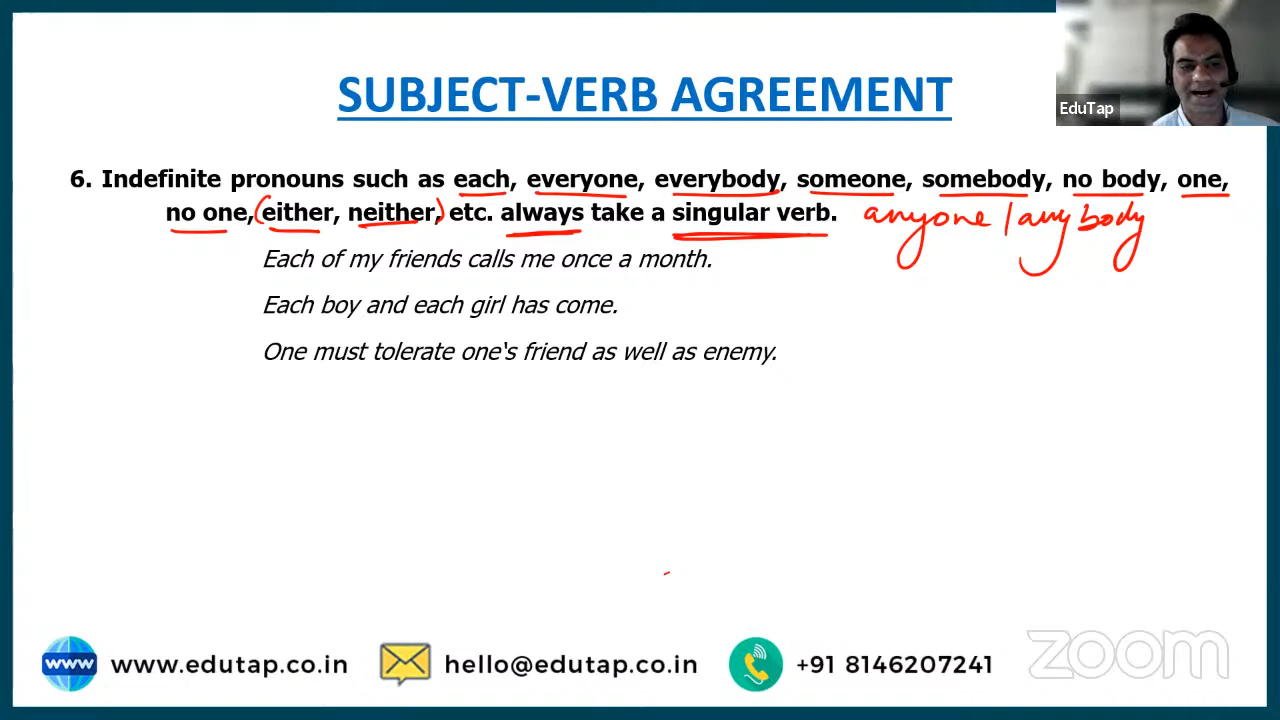 EduTap
SUBJECT-VERB AGREEMENT
6. Indefinite pronouns such as each, everyone, everybody, someone, somebody, no body, one,
no one, (either, neither,) etc. always take a singular verb. anyone / any body
Each of my friends calls me once a month.
Each boy and each girl has come.
One must tolerate one's friend as well as enemy.
www www.edutap.co.in hello@edutap.co.in +91 8146207241 zoom